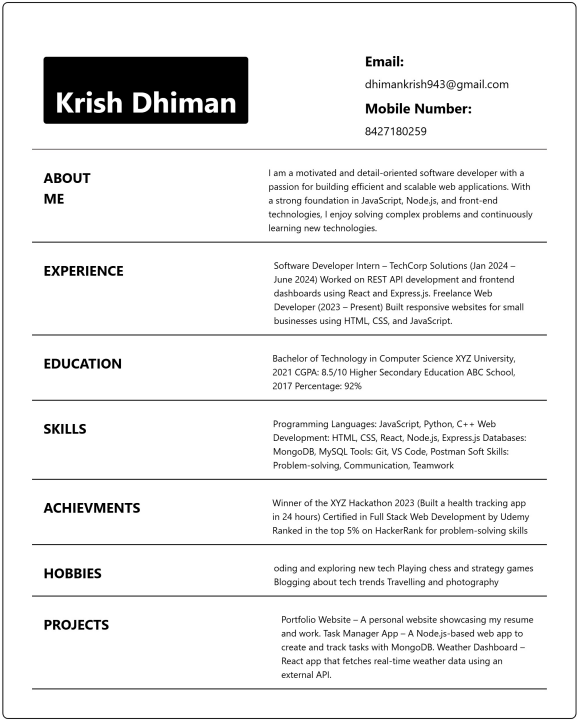 Krish Dhiman
Email:
dhimankrish943@gmail.com
Mobile Number:
8427180259
ABOUT
ME
I am a motivated and detail-oriented software developer with a
passion for building efficient and scalable web applications. With
a strong foundation in JavaScript, Node.js, and front-end
technologies, I enjoy solving complex problems and continuously
learning new technologies.
EXPERIENCE
Software Developer Intern – TechCorp Solutions (Jan 2024 –
June 2024) Worked on REST API development and frontend
dashboards using React and Express.js. Freelance Web
Developer (2023 – Present) Built responsive websites for small
businesses using HTML, CSS, and JavaScript.
EDUCATION
Bachelor of Technology in Computer Science XYZ University,
2021 CGPA: 8.5/10 Higher Secondary Education ABC School,
2017 Percentage: 92%
SKILLS
Programming Languages: JavaScript, Python, C++ Web
Development: HTML, CSS, React, Node.js, Express.js Databases:
MongoDB, MySQL Tools: Git, VS Code, Postman Soft Skills:
Problem-solving, Communication, Teamwork
ACHIEVMENTS
Winner of the XYZ Hackathon 2023 (Built a health tracking app
in 24 hours) Certified in Full Stack Web Development by Udemy
Ranked in the top 5% on HackerRank for problem-solving skills
HOBBIES
oding and exploring new tech Playing chess and strategy games
Blogging about tech trends Travelling and photography
PROJECTS
Portfolio Website – A personal website showcasing my resume
and work. Task Manager App – A Node.js-based web app to
create and track tasks with MongoDB. Weather Dashboard –
React app that fetches real-time weather data using an
external API.